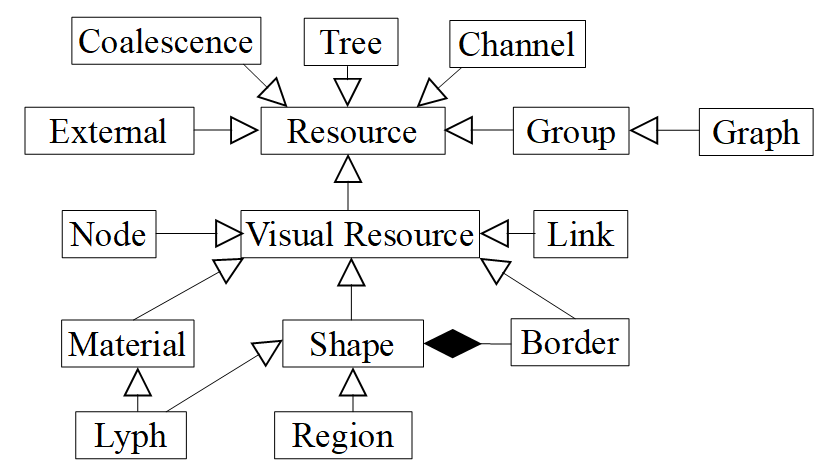 Coalescence
Tree
Channel
External
Resource
Group
Graph
Node
Visual Resource
Link
Material
Shape
Border
Lyph
Region